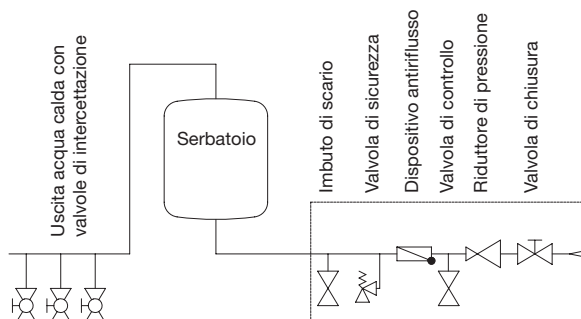 Uscita acqua calda con
valvole di intercettazione
Serbatoio
Imbuto di scario
Valvola di sicurezza
Dispositivo antiriflusso
Valvola di controllo
Riduttore di pressione
Valvola di chiusura